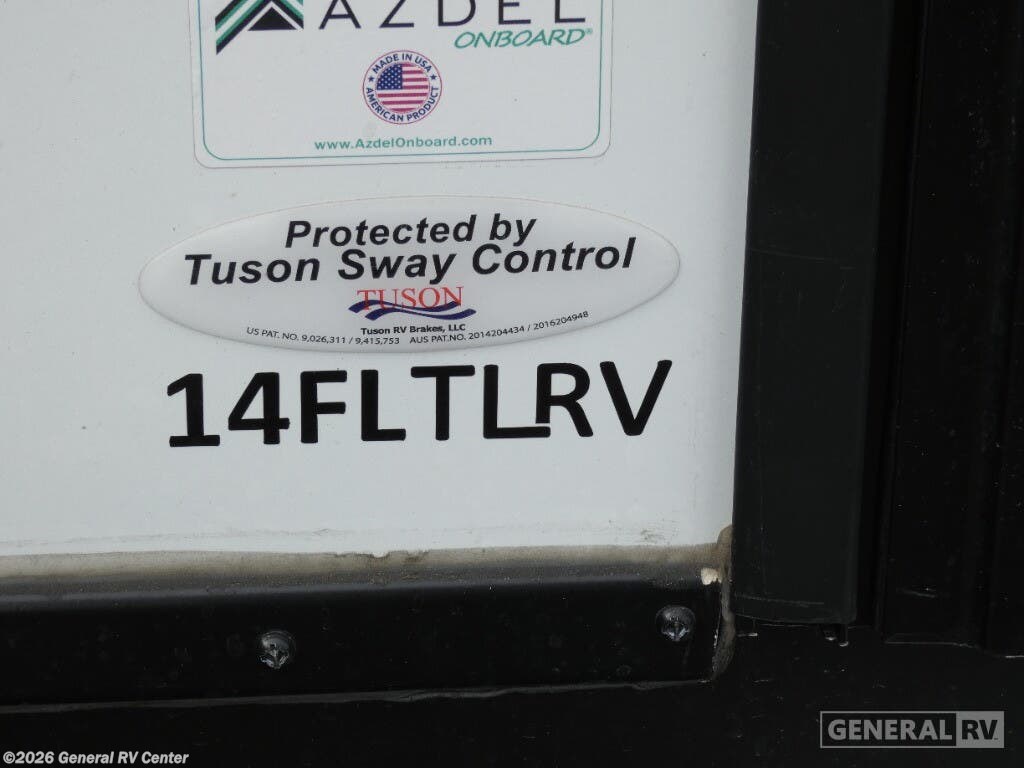 AZDEL
ONBOARD®
MADE IN USA
AMERICAN PRODUCT
www.AzdelOnboard.com
Protected by
Tuson Sway Control
TUSON
Tuson RV Brakes, LLC
US PAT. NO. 9,026,311 / 9,415,753 AUS PAT.NO. 2014204434 / 2016204948
14FLTLRV
GENERAL RV
©2026 General RV Center